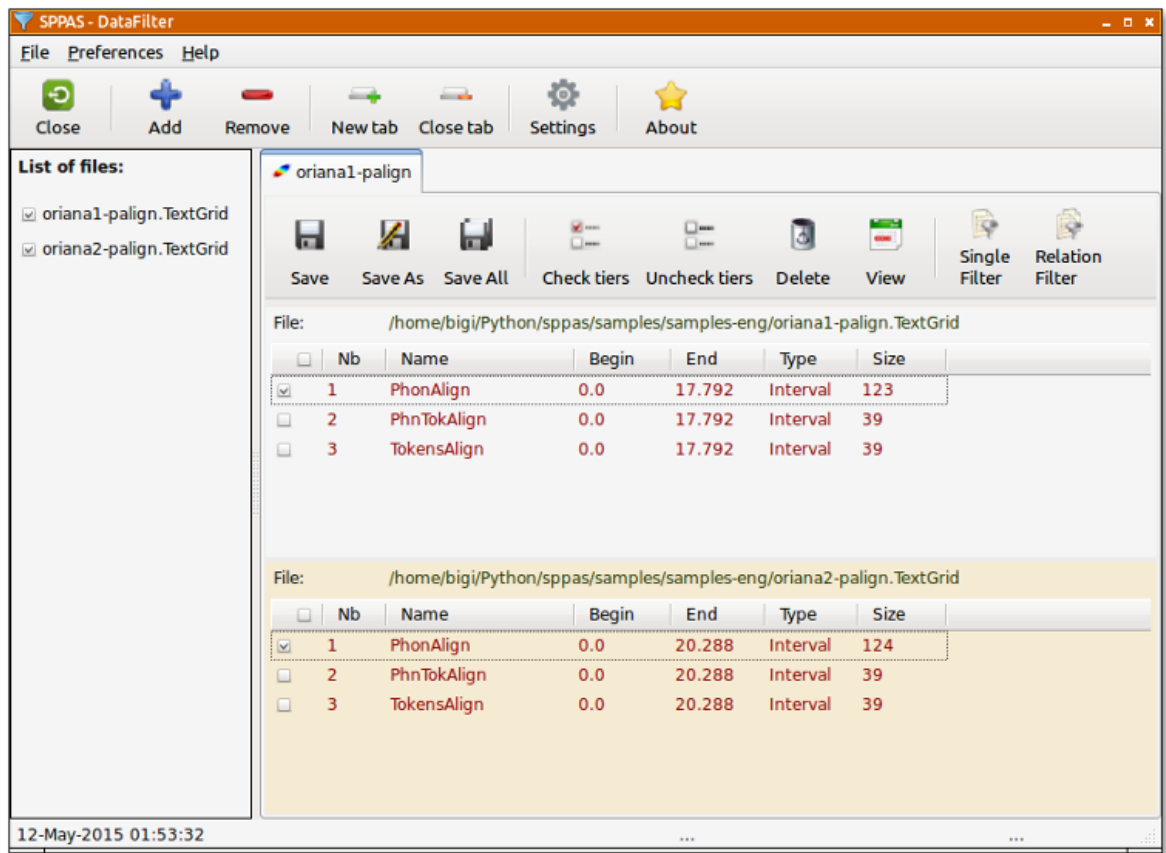 SPPAS - DataFilter
File Preferences Help
Close Add Remove New tab Close tab Settings About
List of files:
oriana1-palign.TextGrid
oriana2-palign.TextGrid
oriana1-palign
Save Save As Save All Check tiers Uncheck tiers Delete View Single Filter Relation Filter
File: /home/bigi/Python/sppas/samples/samples-eng/oriana1-palign.TextGrid
Nb Name Begin End Type Size
1 PhonAlign 0.0 17.792 Interval 123
2 PhnTokAlign 0.0 17.792 Interval 39
3 TokensAlign 0.0 17.792 Interval 39
File: /home/bigi/Python/sppas/samples/samples-eng/oriana2-palign.TextGrid
Nb Name Begin End Type Size
1 PhonAlign 0.0 20.288 Interval 124
2 PhnTokAlign 0.0 20.288 Interval 39
3 TokensAlign 0.0 20.288 Interval 39
12-May-2015 01:53:32 ... ...